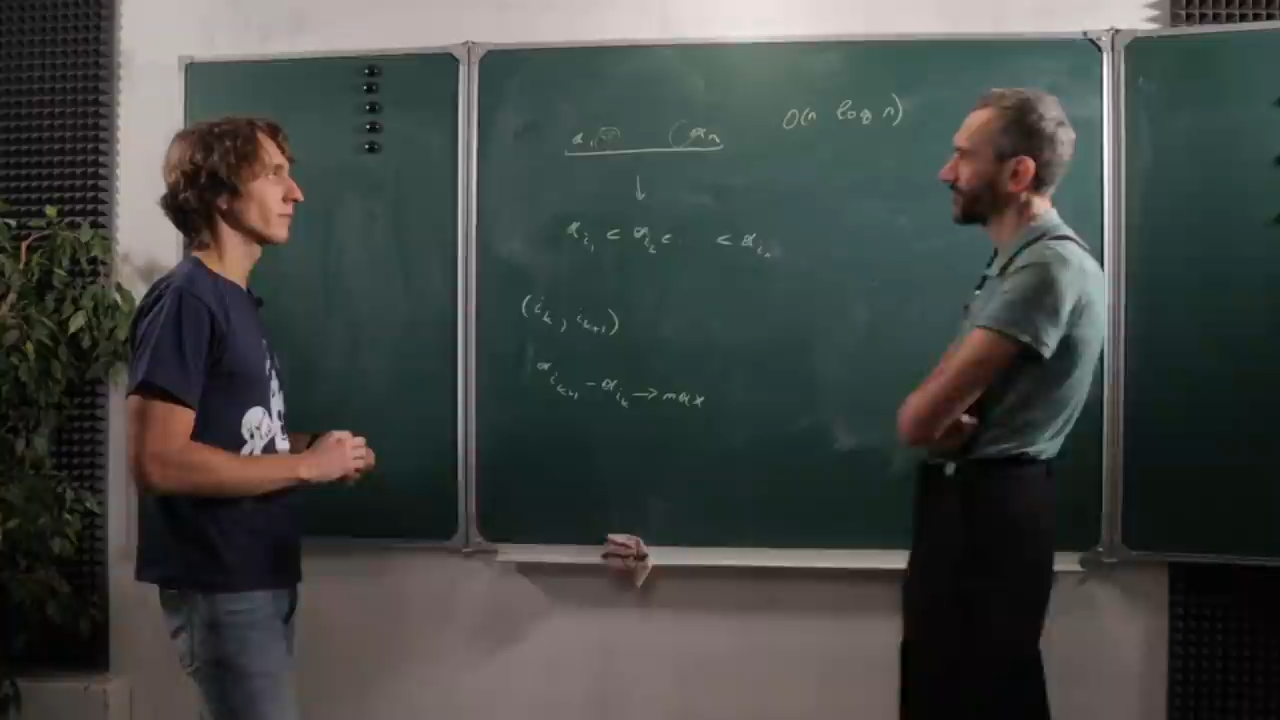 a₁ aₙ
O(n log n)
↓
a_{i₁} < a_{i₂} < . < a_{iₙ}
(i_k, i_{k+1})
a_{i_{k+1}} - a_{i_k} → max